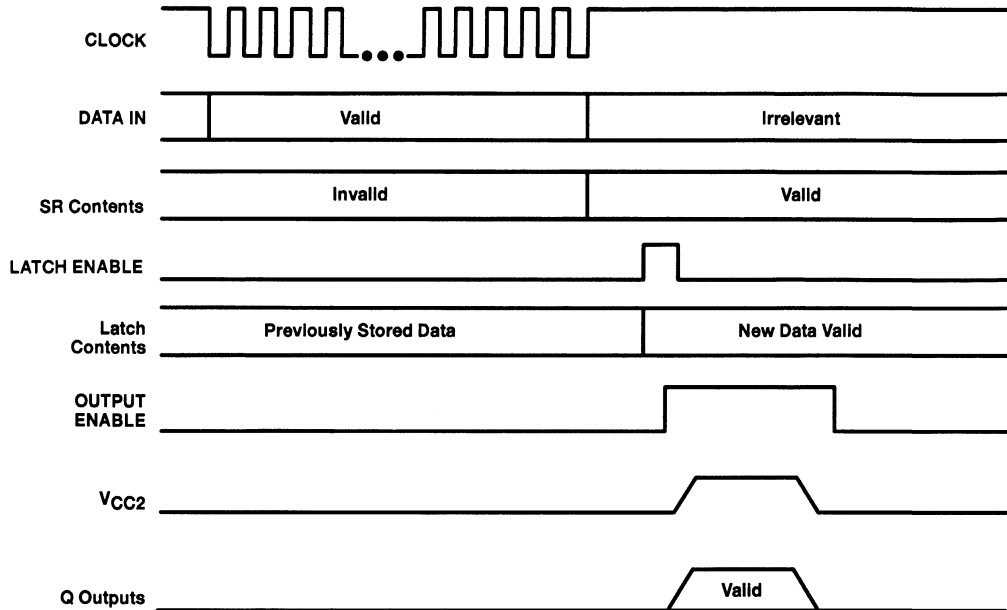 CLOCK
DATA IN
Valid
Irrelevant
SR Contents
Invalid
Valid
LATCH ENABLE
Latch
Contents
Previously Stored Data
New Data Valid
OUTPUT
ENABLE
VCC2
Q Outputs
Valid